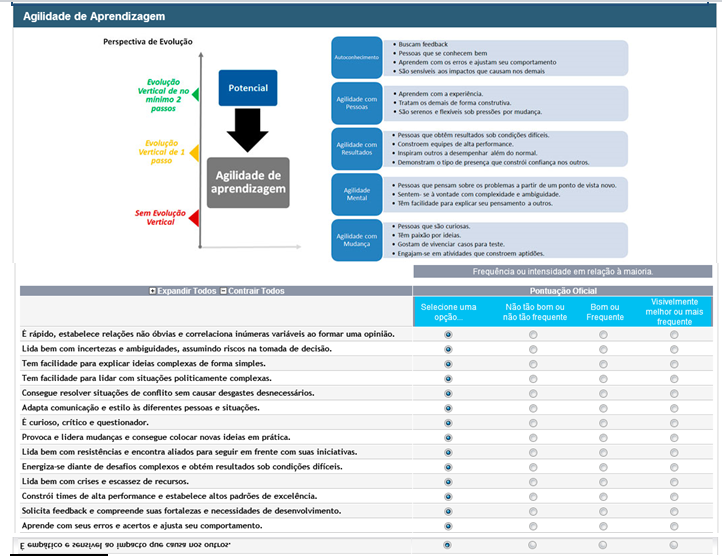 Agilidade de Aprendizagem
Perspectiva de Evolução
Evolução
Vertical de no
mínimo 2
passos
Evolução
Vertical de 1
passo
Sem Evolução
Vertical
Potencial
Agilidade de
aprendizagem
Autoconhecimento
• Buscam feedback
• Pessoas que se conhecem bem
• Aprendem com os erros e ajustam seu comportamento
• São sensíveis aos impactos que causam nos demais
Agilidade com
Pessoas
• Aprendem com a experiência.
• Tratam os demais de forma construtiva.
• São serenos e flexíveis sob pressões por mudança.
Agilidade com
Resultados
• Pessoas que obtêm resultados sob condições difíceis.
• Constroem equipes de alta performance.
• Inspiram outros a desempenhar além do normal.
• Demonstram o tipo de presença que constrói confiança nos outros.
Agilidade
Mental
• Pessoas que pensam sobre os problemas a partir de um ponto de vista novo.
• Sentem- se à vontade com complexidade e ambiguidade.
• Têm facilidade para explicar seu pensamento a outros.
Agilidade com
Mudança
• Pessoas que são curiosas.
• Têm paixão por ideias.
• Gostam de vivenciar casos para teste.
• Engajam-se em atividades que constroem aptidões.
Frequência ou intensidade em relação à maioria.
Expandir Todos Contrair Todos
Pontuação Oficial
Selecione uma
opção...
Não tão bom ou
não tão frequente
Bom ou
Frequente
Visivelmente
melhor ou mais
frequente
É rápido, estabelece relações não óbvias e correlaciona inúmeras variáveis ao formar uma opinião.
Lida bem com incertezas e ambiguidades, assumindo riscos na tomada de decisão.
Tem facilidade para explicar ideias complexas de forma simples.
Tem facilidade para lidar com situações politicamente complexas.
Consegue resolver situações de conflito sem causar desgastes desnecessários.
Adapta comunicação e estilo às diferentes pessoas e situações.
É curioso, crítico e questionador.
Provoca e lidera mudanças e consegue colocar novas ideias em prática.
Lida bem com resistências e encontra aliados para seguir em frente com suas iniciativas.
Energiza-se diante de desafios complexos e obtém resultados sob condições difíceis.
Lida bem com crises e escassez de recursos.
Constrói times de alta performance e estabelece altos padrões de excelência.
Solicita feedback e compreende suas fortalezas e necessidades de desenvolvimento.
Aprende com seus erros e acertos e ajusta seu comportamento.
É empático e sensível ao impacto que causa nos outros.